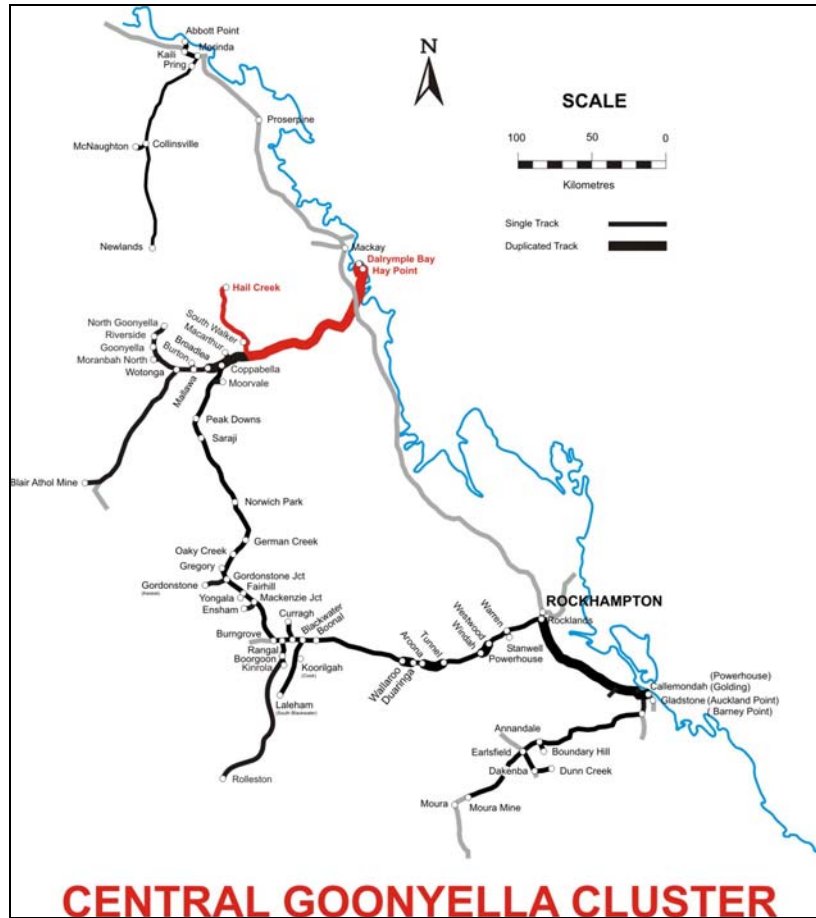 Abbott Point
Kaili
Merinda
Pring
N
SCALE
100 50 0
Kilometres
Proserpine
McNaughton
Collinsville
Single Track
Duplicated Track
Newlands
Mackay
Dalrymple Bay
Hay Point
Hail Creek
South Walker
Macarthur
North Goonyella
Riverside
Goonyella
Moranbah North
Broadlea
Burton
Wotonga
Mallawa
Coppabella
Moorvale
Peak Downs
Saraji
Blair Athol Mine
Norwich Park
German Creek
Oaky Creek
Gregory
Gordonstone Jct
Gordonstone
Fairhill
Yongala
Mackenzie Jct
Ensham
Curragh
Burngrove
Blackwater
Boonal
Rangal
Boorgoon
Kinrola
Koorilgah
(Cook)
Laleham
(South Blackwater)
Rolleston
Wallaroo
Duaringa
Aroona
Tunnel
Windah
Westwood
Warren
Stanwell
Powerhouse
ROCKHAMPTON
Rocklands
Callemondah
(Powerhouse)
(Golding)
Gladstone
(Auckland Point)
( Barney Point)
Annandale
Earlsfield
Boundary Hill
Dakenba
Dunn Creek
Moura
Moura Mine
CENTRAL GOONYELLA CLUSTER